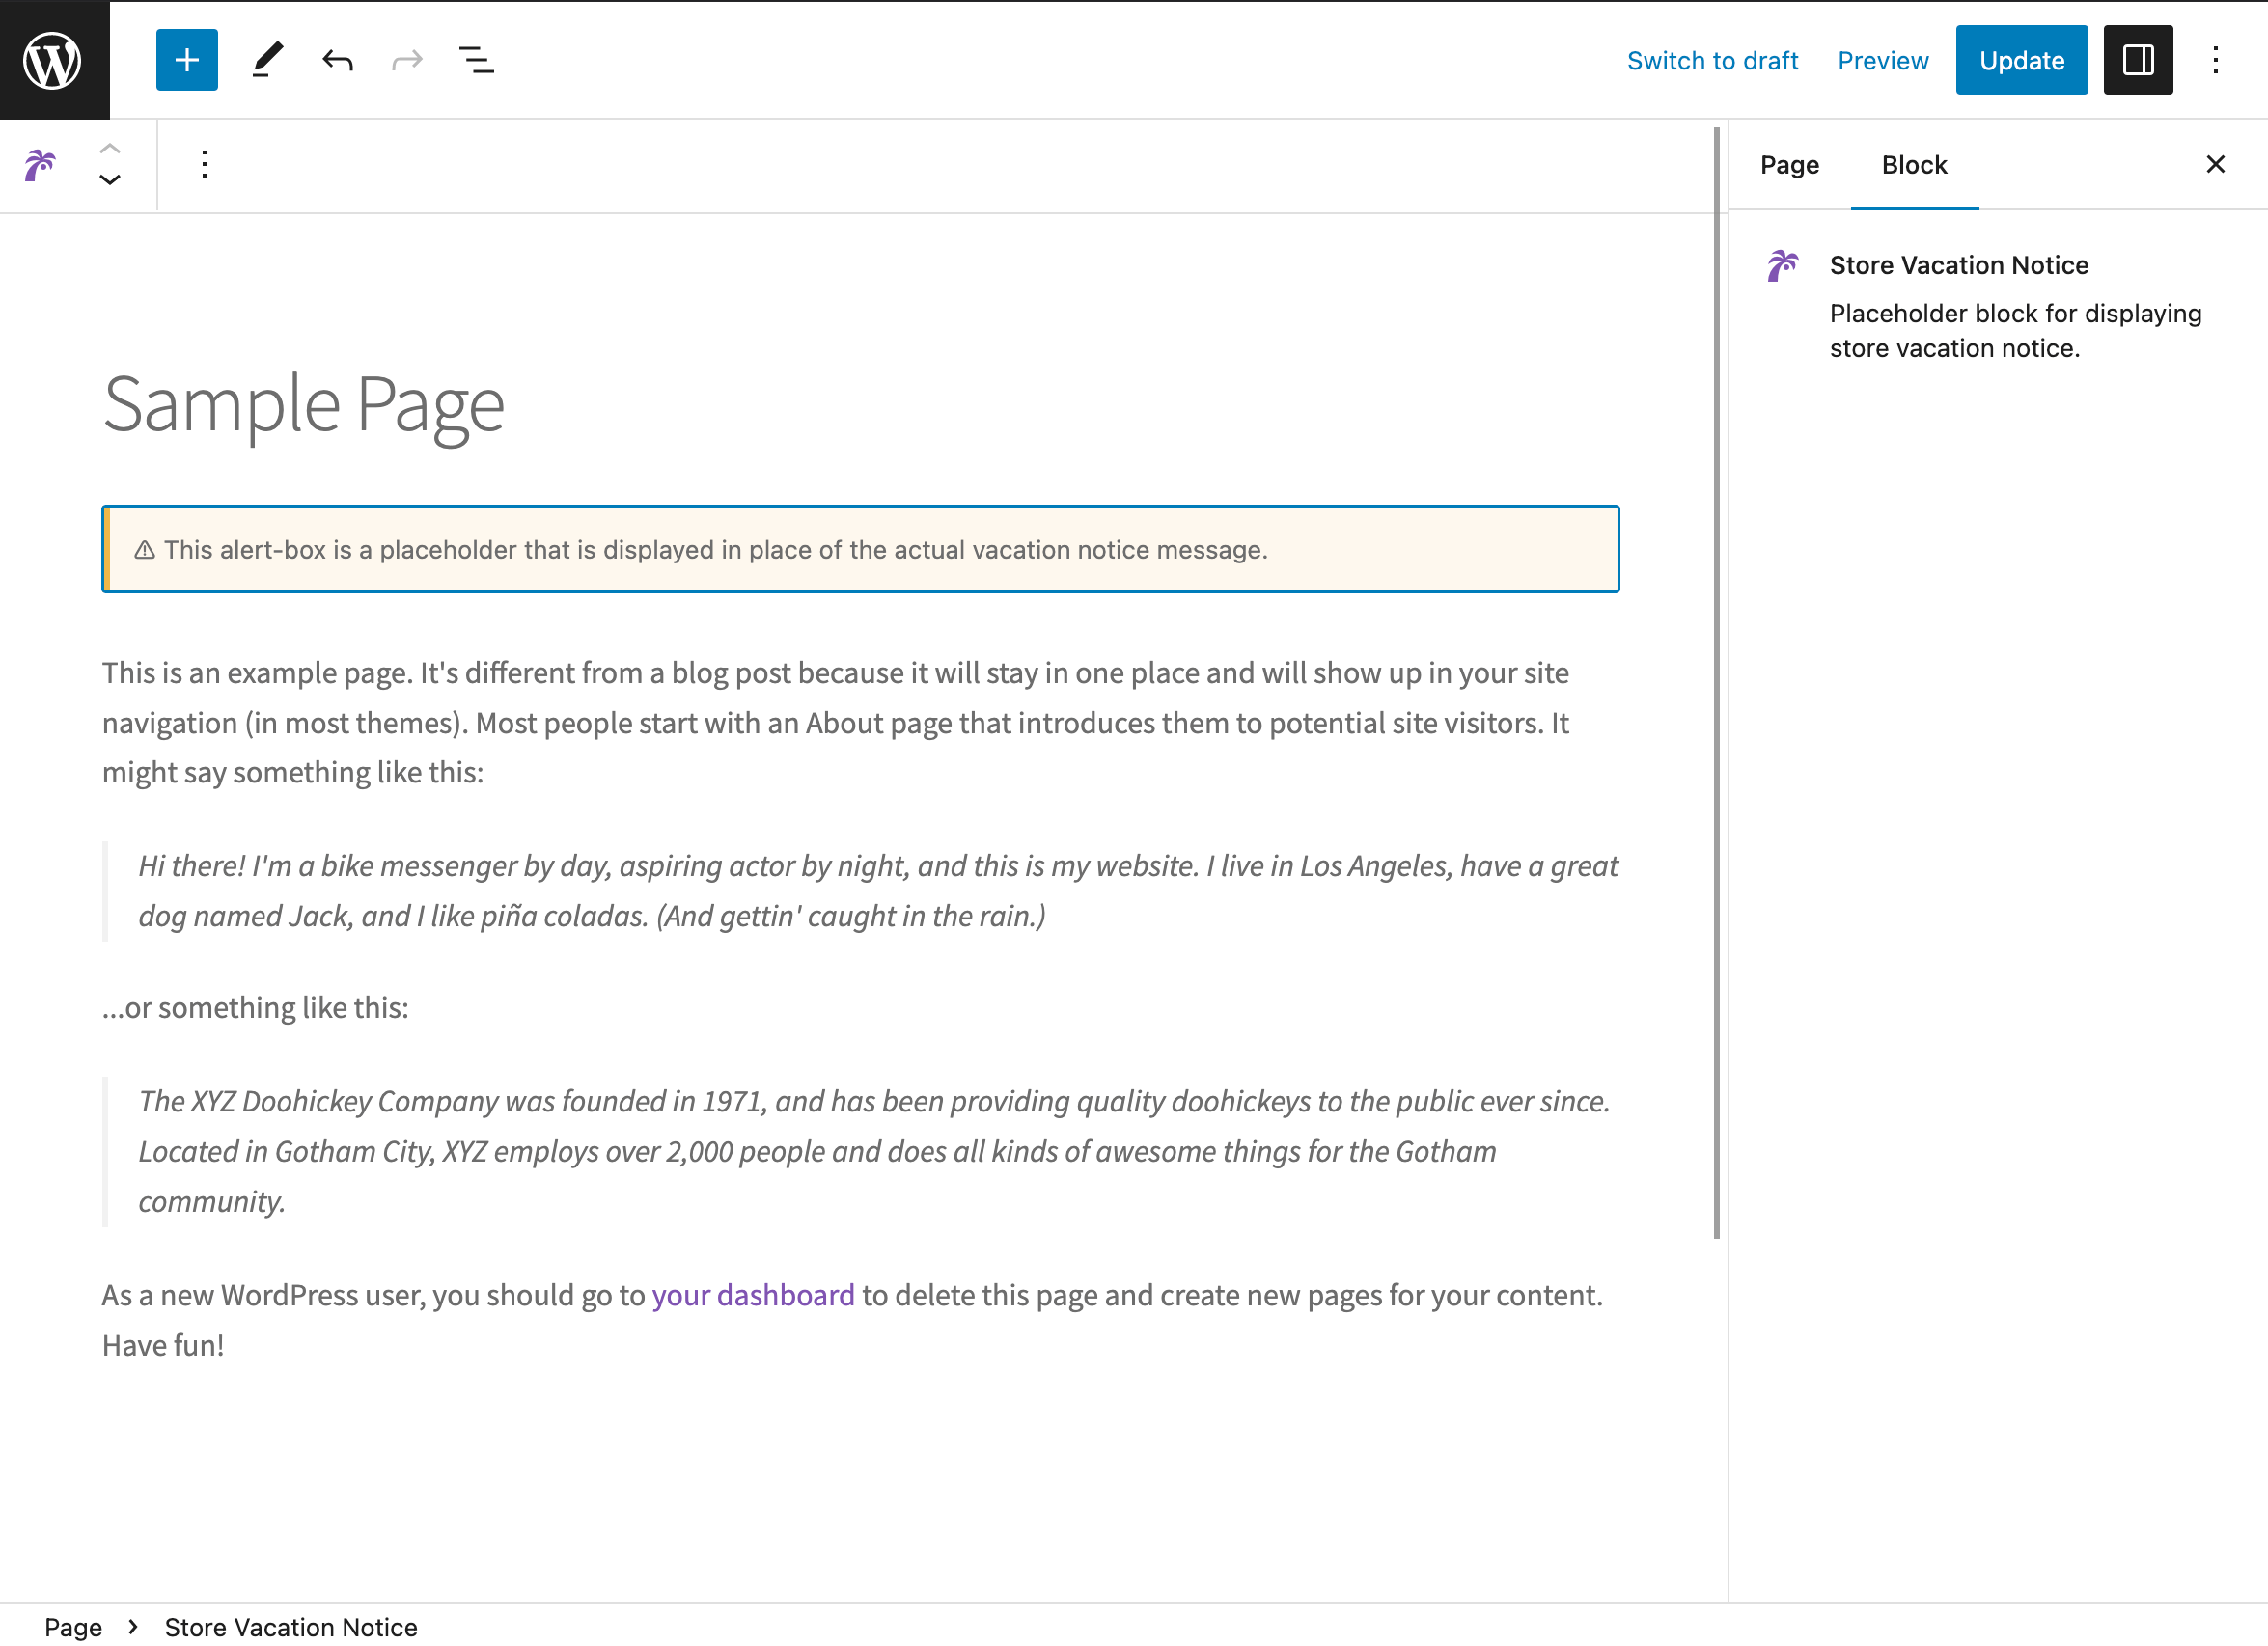 Switch to draft
Preview
Update
Page
Block
Store Vacation Notice
Placeholder block for displaying
store vacation notice.
Sample Page
This alert-box is a placeholder that is displayed in place of the actual vacation notice message.
This is an example page. It's different from a blog post because it will stay in one place and will show up in your site
navigation (in most themes). Most people start with an About page that introduces them to potential site visitors. It
might say something like this:
Hi there! I'm a bike messenger by day, aspiring actor by night, and this is my website. I live in Los Angeles, have a great
dog named Jack, and I like piña coladas. (And gettin' caught in the rain.)
...or something like this:
The XYZ Doohickey Company was founded in 1971, and has been providing quality doohickeys to the public ever since.
Located in Gotham City, XYZ employs over 2,000 people and does all kinds of awesome things for the Gotham
community.
As a new WordPress user, you should go to your dashboard to delete this page and create new pages for your content.
Have fun!
Page › Store Vacation Notice